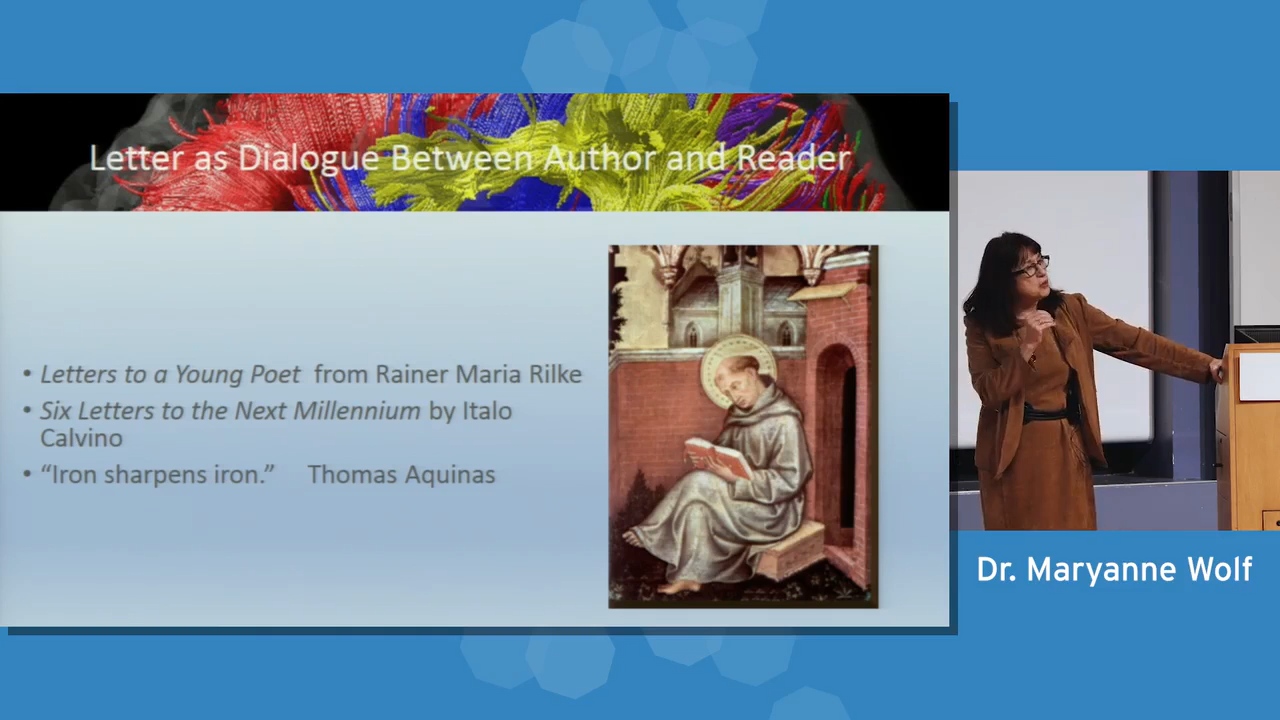 Letter as Dialogue Between Author and Reader
• Letters to a Young Poet from Rainer Maria Rilke
• Six Letters to the Next Millennium by Italo
Calvino
• “Iron sharpens iron.” Thomas Aquinas
Dr. Maryanne Wolf